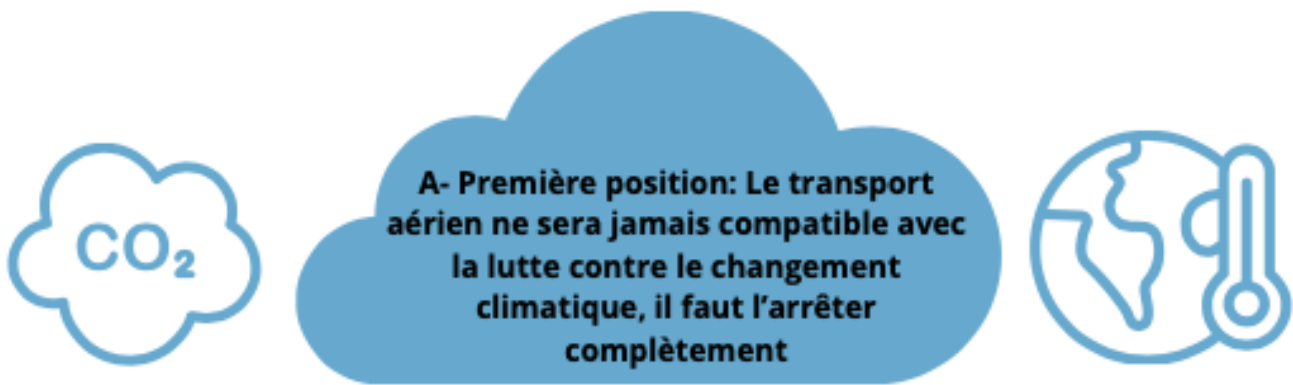 CO₂
A- Première position: Le transport
aérien ne sera jamais compatible avec
la lutte contre le changement
climatique, il faut l’arrêter
complètement